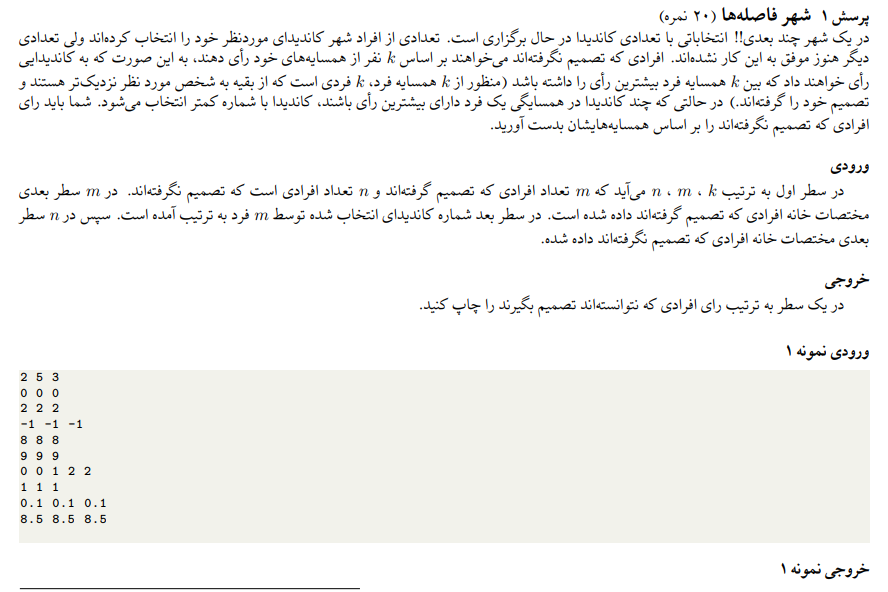 پرسش ۱ شهر فاصله‌ها (۲۰ نمره)
در یک شهر چند بعدی!! انتخاباتی با تعدادی کاندیدا در حال برگزاری است. تعدادی از افراد شهر کاندیدای موردنظر خود را انتخاب کرده‌اند ولی تعدادی
دیگر هنوز موفق به این کار نشده‌اند. افرادی که تصمیم نگرفته‌اند می‌خواهند بر اساس k نفر از همسایه‌های خود رأی دهند، به این صورت که به کاندیدایی
رأی خواهند داد که بین k همسایه فرد بیشترین رأی را داشته باشد (منظور از k همسایه فرد، k فردی است که از بقیه به شخص مورد نظر نزدیک‌تر هستند و
تصمیم خود را گرفته‌اند.) در حالتی که چند کاندیدا در همسایگی یک فرد دارای بیشترین رأی باشند، کاندیدا با شماره کمتر انتخاب می‌شود. شما باید رای
افرادی که تصمیم نگرفته‌اند را بر اساس همسایه‌هایشان بدست آورید.
ورودی
در سطر اول به ترتیب k ، m ، n می‌آید که m تعداد افرادی که تصمیم گرفته‌اند و n تعداد افرادی است که تصمیم نگرفته‌اند. در m سطر بعدی
مختصات خانه افرادی که تصمیم گرفته‌اند داده شده است. در سطر بعد شماره کاندیدای انتخاب شده توسط m فرد به ترتیب آمده است. سپس در n سطر
بعدی مختصات خانه افرادی که تصمیم نگرفته‌اند داده شده.
خروجی
در یک سطر به ترتیب رای افرادی که نتوانسته‌اند تصمیم بگیرند را چاپ کنید.
ورودی نمونه ۱
2 5 3
0 0 0
2 2 2
-1 -1 -1
8 8 8
9 9 9
0 0 1 2 2
1 1 1
0.1 0.1 0.1
8.5 8.5 8.5
خروجی نمونه ۱